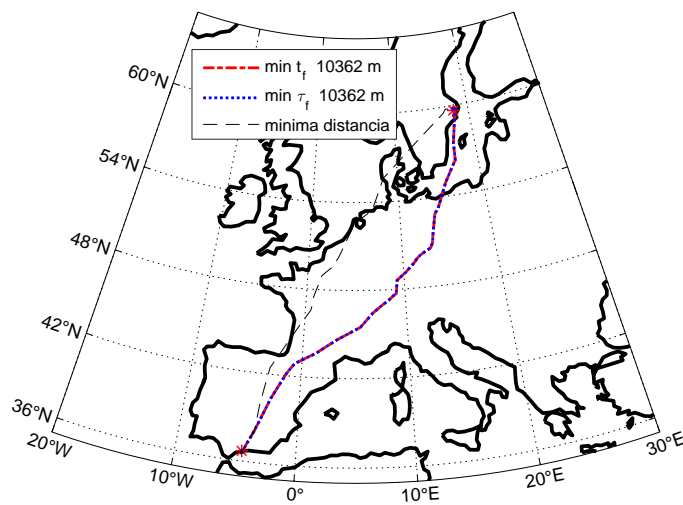 min t_f 10362 m
min τ_f 10362 m
minima distancia
60°N
54°N
48°N
42°N
36°N
20°W
10°W
0°
10°E
20°E
30°E